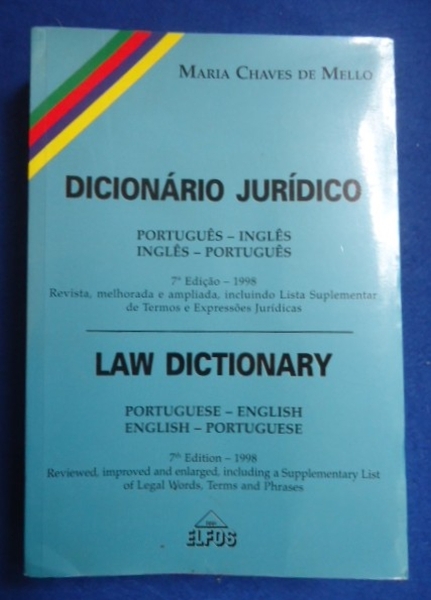 MARIA CHAVES DE MELLO
DICIONÁRIO JURÍDICO
PORTUGUÊS – INGLÊS
INGLÊS – PORTUGUÊS
7ª Edição – 1998
Revista, melhorada e ampliada, incluindo Lista Suplementar
de Termos e Expressões Jurídicas
LAW DICTIONARY
PORTUGUESE – ENGLISH
ENGLISH – PORTUGUESE
7th Edition – 1998
Reviewed, improved and enlarged, including a Supplementary List
of Legal Words, Terms and Phrases
ELFOS